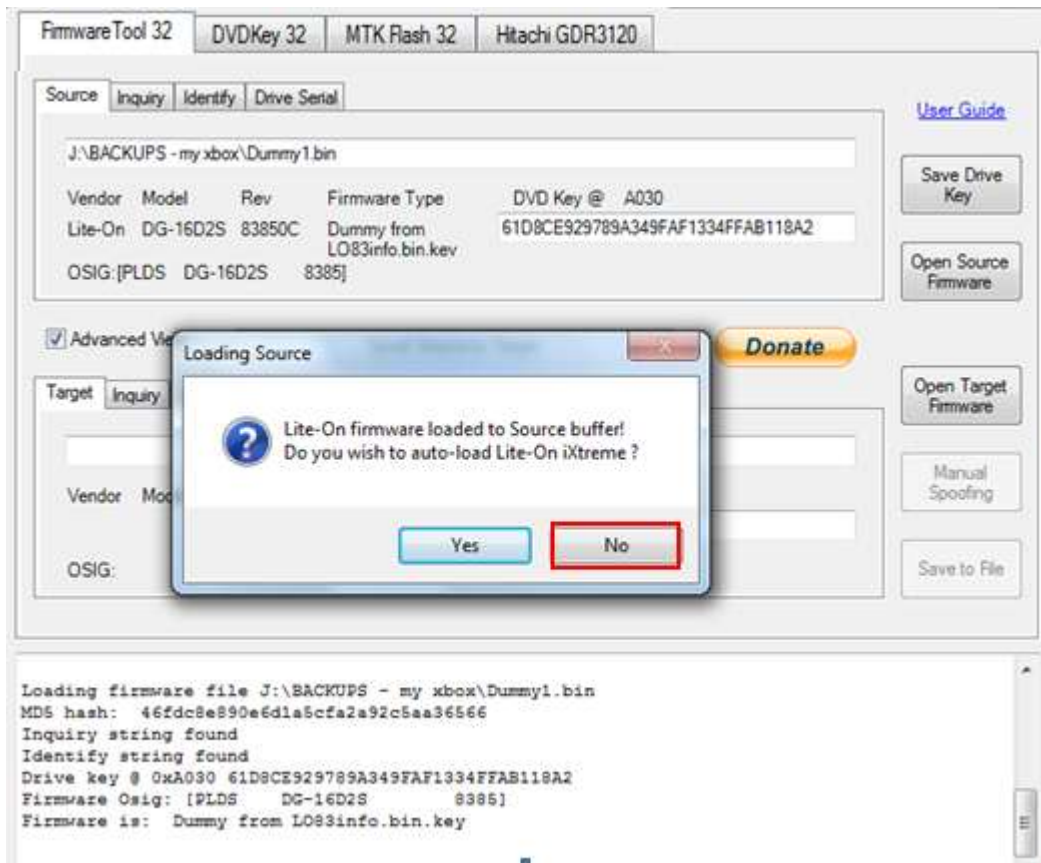 FirmwareTool 32 DVDKey 32 MTK Flash 32 Hitachi GDR3120
Source Inquiry Identify Drive Serial
User Guide
J:\BACKUPS - my xbox\Dummy1.bin
Save Drive Key
Vendor Model Rev Firmware Type DVD Key @ A030
Lite-On DG-16D2S 83850C Dummy from LO83info.bin.key 61D8CE929789A349FAF1334FFAB118A2
OSIG:[PLDS DG-16D2S 8385]
Open Source Firmware
Advanced Vie
Loading Source
Donate
Target Inquiry
Open Target Firmware
Lite-On firmware loaded to Source buffer!
Do you wish to auto-load Lite-On iXtreme ?
Vendor Mod
Manual Spoofing
Yes No
OSIG:
Save to File
Loading firmware file J:\BACKUPS - my xbox\Dummy1.bin
MD5 hash: 46fdc8e890e6d1a5cfa2a92c5aa36566
Inquiry string found
Identify string found
Drive key @ 0xA030 61D8CE929789A349FAF1334FFAB118A2
Firmware Osig: [PLDS DG-16D2S 8385]
Firmware is: Dummy from LO83info.bin.key